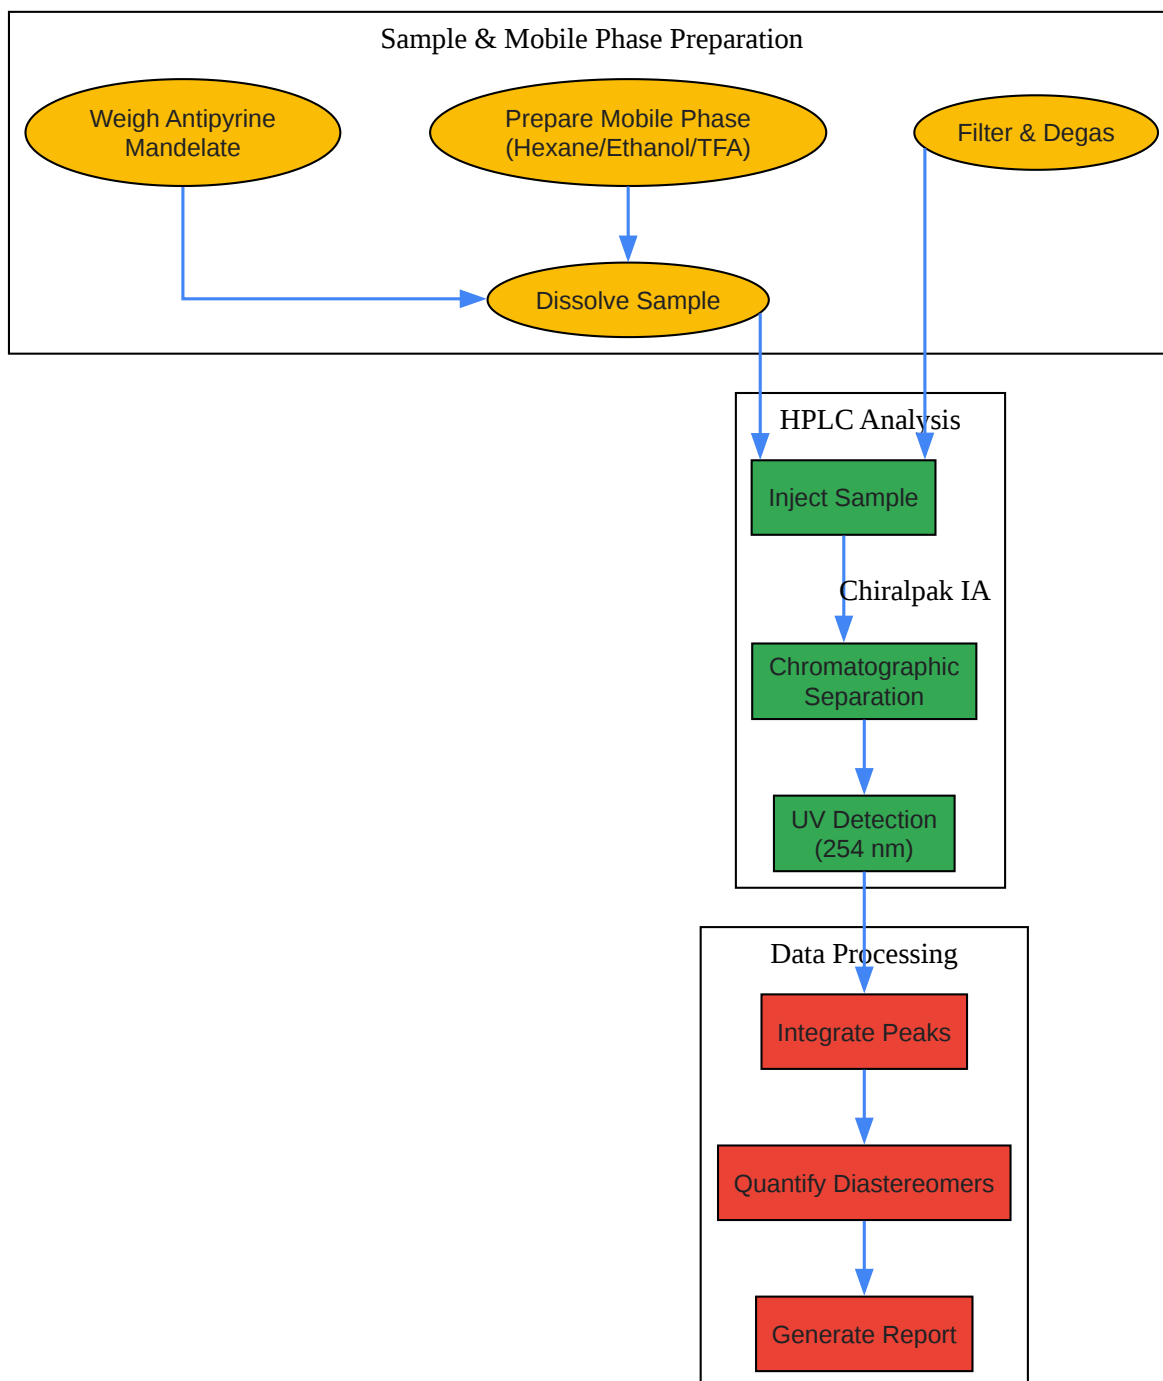 Sample & Mobile Phase Preparation
Weigh Antipyrine
Mandelate
Prepare Mobile Phase
(Hexane/Ethanol/TFA)
Filter & Degas
Dissolve Sample
HPLC Analysis
Inject Sample
Chiralpak IA
Chromatographic
Separation
UV Detection
(254 nm)
Data Processing
Integrate Peaks
Quantify Diastereomers
Generate Report